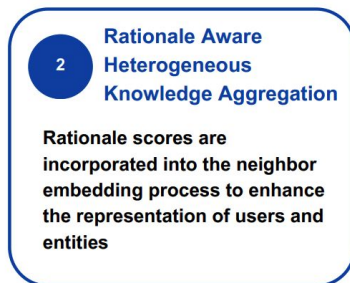 2
Rationale Aware
Heterogeneous
Knowledge Aggregation
Rationale scores are
incorporated into the neighbor
embedding process to enhance
the representation of users and
entities